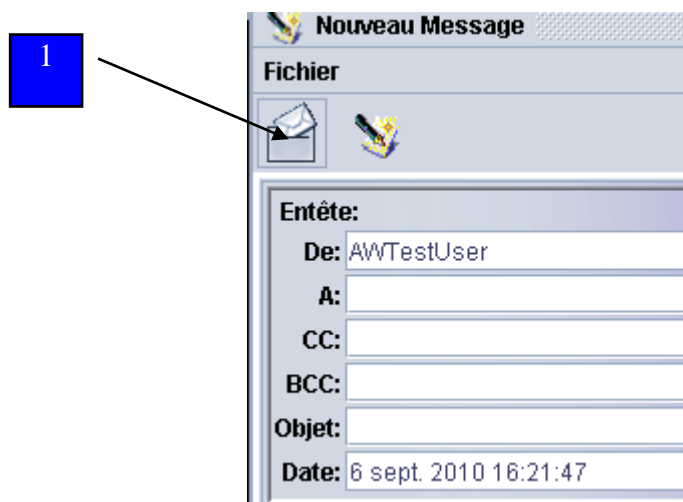 1
Nouveau Message
Fichier
Entête:
De: AWTestUser
A:
CC:
BCC:
Objet:
Date: 6 sept. 2010 16:21:47